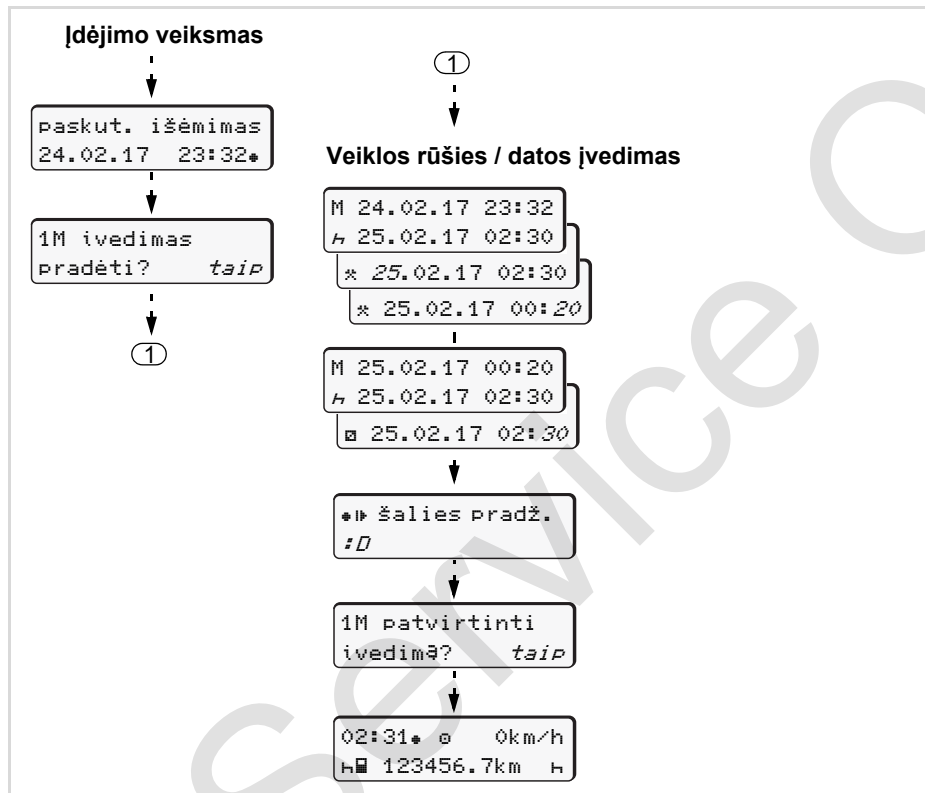 Įdėjimo veiksmas
paskut. išėmimas
24.02.17 23:32
1M ivedimas
pradėti? taip
1
1
Veiklos rūšies / datos įvedimas
M 24.02.17 23:32
25.02.17 02:30
25.02.17 02:30
25.02.17 00:20
M 25.02.17 00:20
25.02.17 02:30
25.02.17 02:30
šalies pradž.
:D
1M patvirtinti
ivedimą? taip
02:31 0km/h
123456.7km
Service